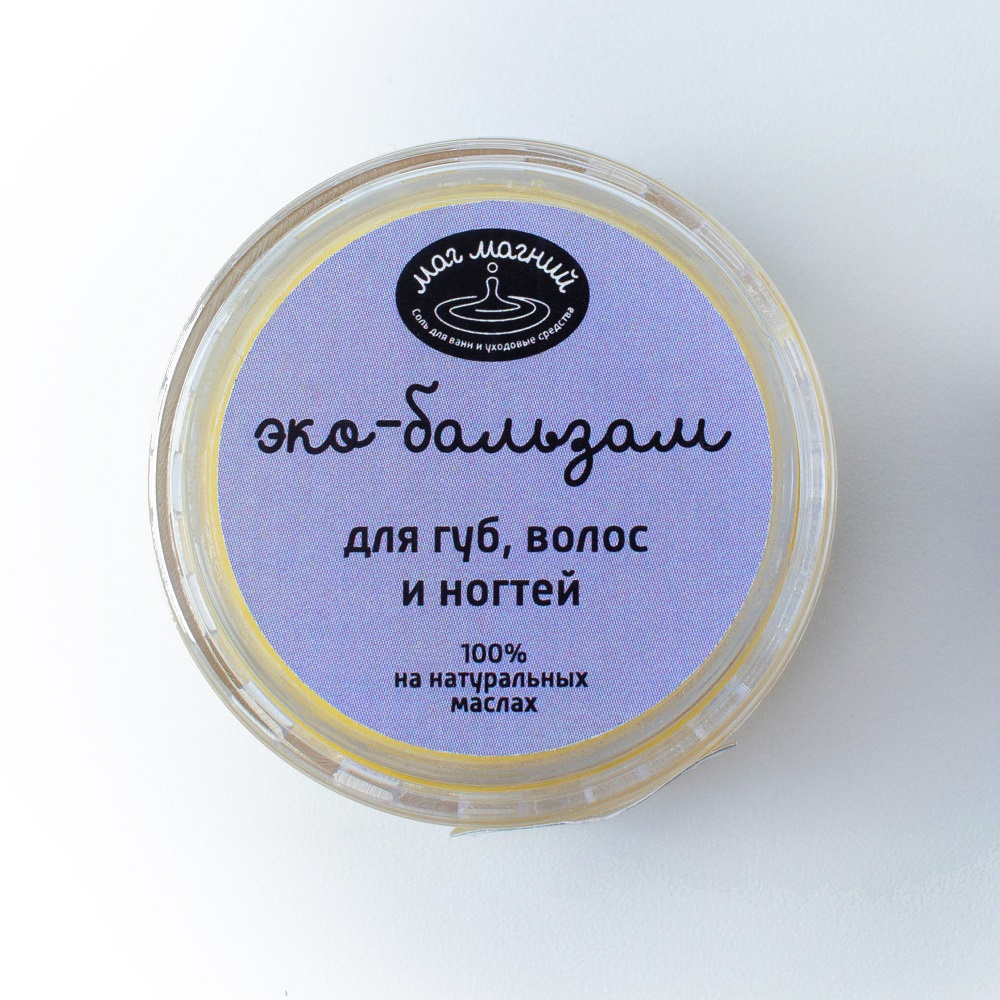 маг магний
Соль для ванн и уходовые средства
эко-бальзам
для губ, волос
и ногтей
100%
на натуральных
маслах